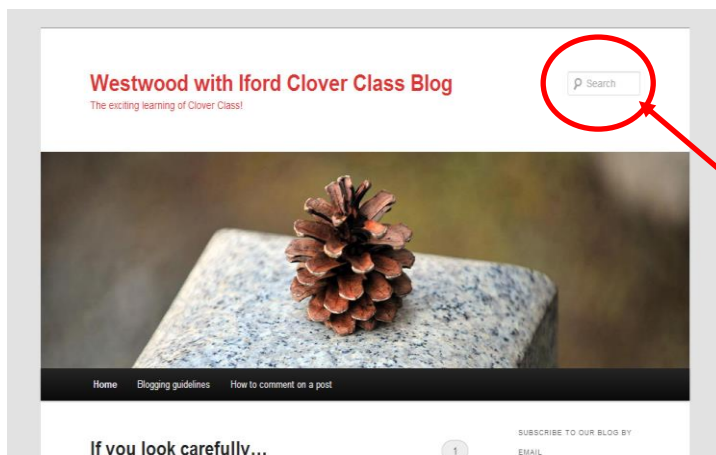 Westwood with Iford Clover Class Blog
The exciting learning of Clover Class!
Search
Home Blogging guidelines How to comment on a post
If you look carefully...
1
SUBSCRIBE TO OUR BLOG BY
EMAIL